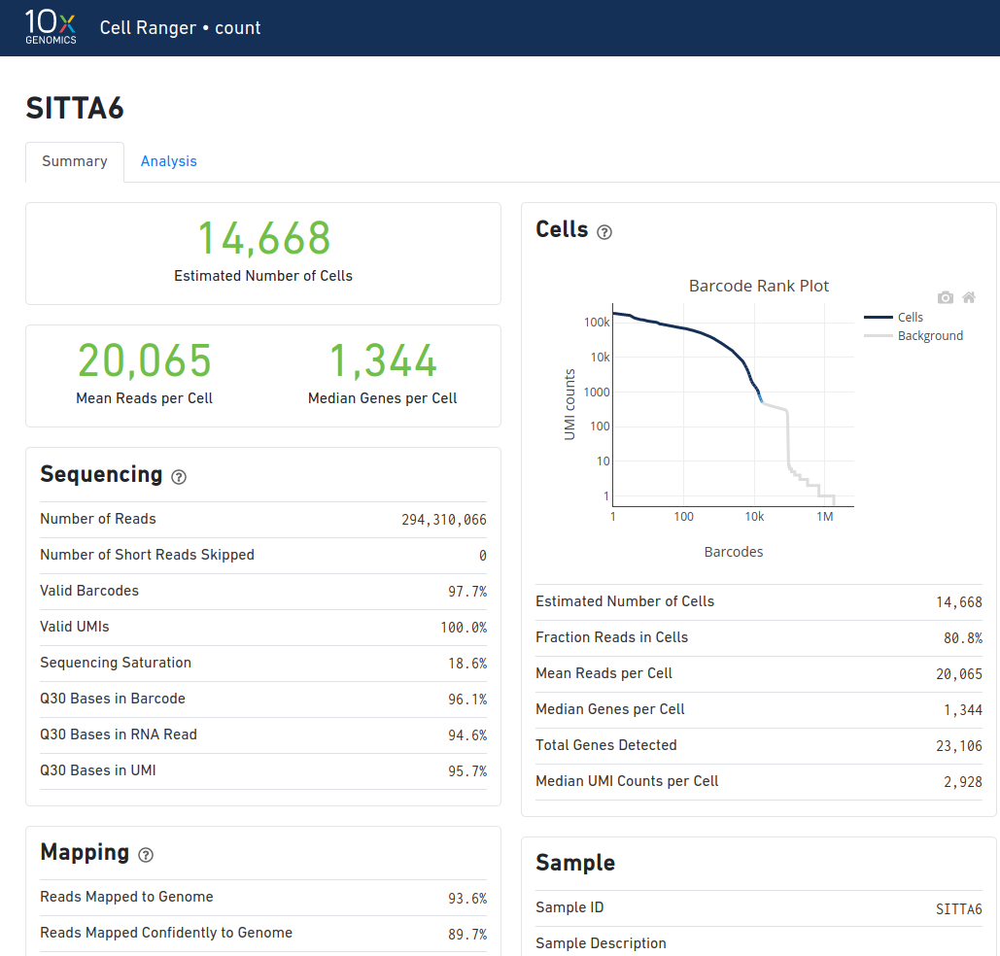 10x
GENOMICS
Cell Ranger • count
SITTA6
Summary
Analysis
14,668
Estimated Number of Cells
20,065
Mean Reads per Cell
1,344
Median Genes per Cell
Sequencing ?
Number of Reads 294,310,066
Number of Short Reads Skipped 0
Valid Barcodes 97.7%
Valid UMIs 100.0%
Sequencing Saturation 18.6%
Q30 Bases in Barcode 96.1%
Q30 Bases in RNA Read 94.6%
Q30 Bases in UMI 95.7%
Mapping ?
Reads Mapped to Genome 93.6%
Reads Mapped Confidently to Genome 89.7%
Cells ?
Barcode Rank Plot
Cells
Background
UMI counts
100k
10k
1000
100
10
1
1 100 10k 1M
Barcodes
Estimated Number of Cells 14,668
Fraction Reads in Cells 80.8%
Mean Reads per Cell 20,065
Median Genes per Cell 1,344
Total Genes Detected 23,106
Median UMI Counts per Cell 2,928
Sample
Sample ID SITTA6
Sample Description